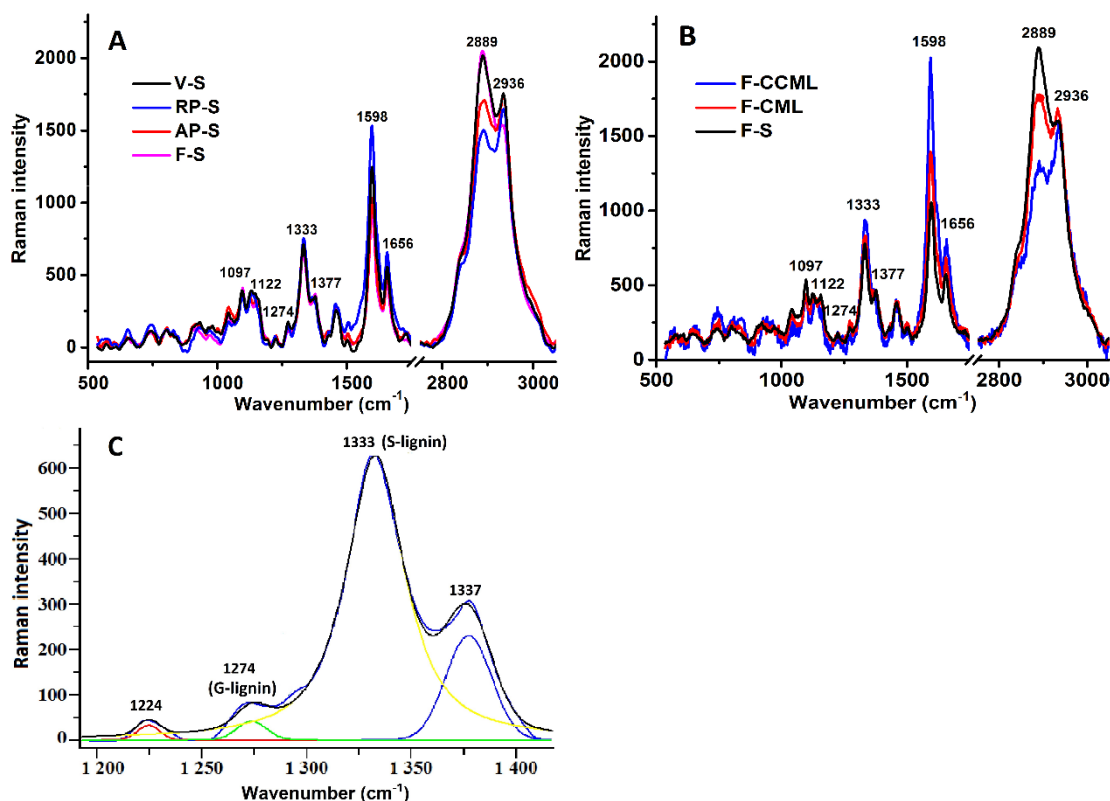 A
2889
2936
V-S
RP-S
AP-S
F-S
1598
1333
1656
1377
1097
1122
1274
Raman intensity
2000
1500
1000
500
0
500 1000 1500 2800 3000
Wavenumber (cm⁻¹)
B
1598
2889
2936
F-CCML
F-CML
F-S
1333
1656
1097
1377
1122
1274
Raman intensity
2000
1500
1000
500
0
500 1000 1500 2800 3000
Wavenumber (cm⁻¹)
C
1333 (S-lignin)
1337
1274
(G-lignin)
1224
Raman intensity
600
500
400
300
200
100
0
1 200 1 250 1 300 1 350 1 400
Wavenumber (cm⁻¹)